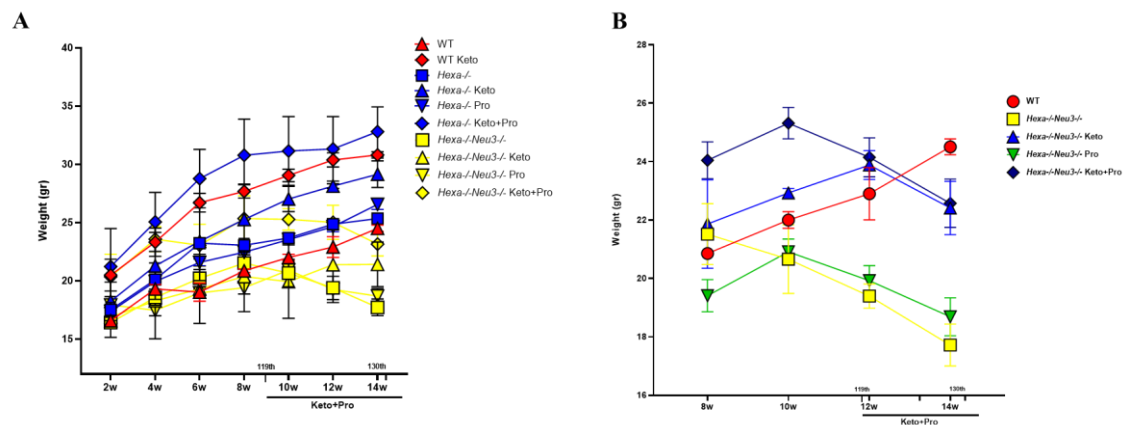 A
Weight (gr)
40
35
30
25
20
15
2w 4w 6w 8w 10w 12w 14w
119th 130th
Keto+Pro
WT
WT Keto
Hexa-/-
Hexa-/- Keto
Hexa-/- Pro
Hexa-/- Keto+Pro
Hexa-/-Neu3-/-
Hexa-/-Neu3-/- Keto
Hexa-/-Neu3-/- Pro
Hexa-/-Neu3-/- Keto+Pro
B
Weight (gr)
28
26
24
22
20
18
16
8w 10w 12w 14w
119th 130th
Keto+Pro
WT
Hexa-/-Neu3-/-
Hexa-/-Neu3-/- Keto
Hexa-/-Neu3-/- Pro
Hexa-/-Neu3-/- Keto+Pro